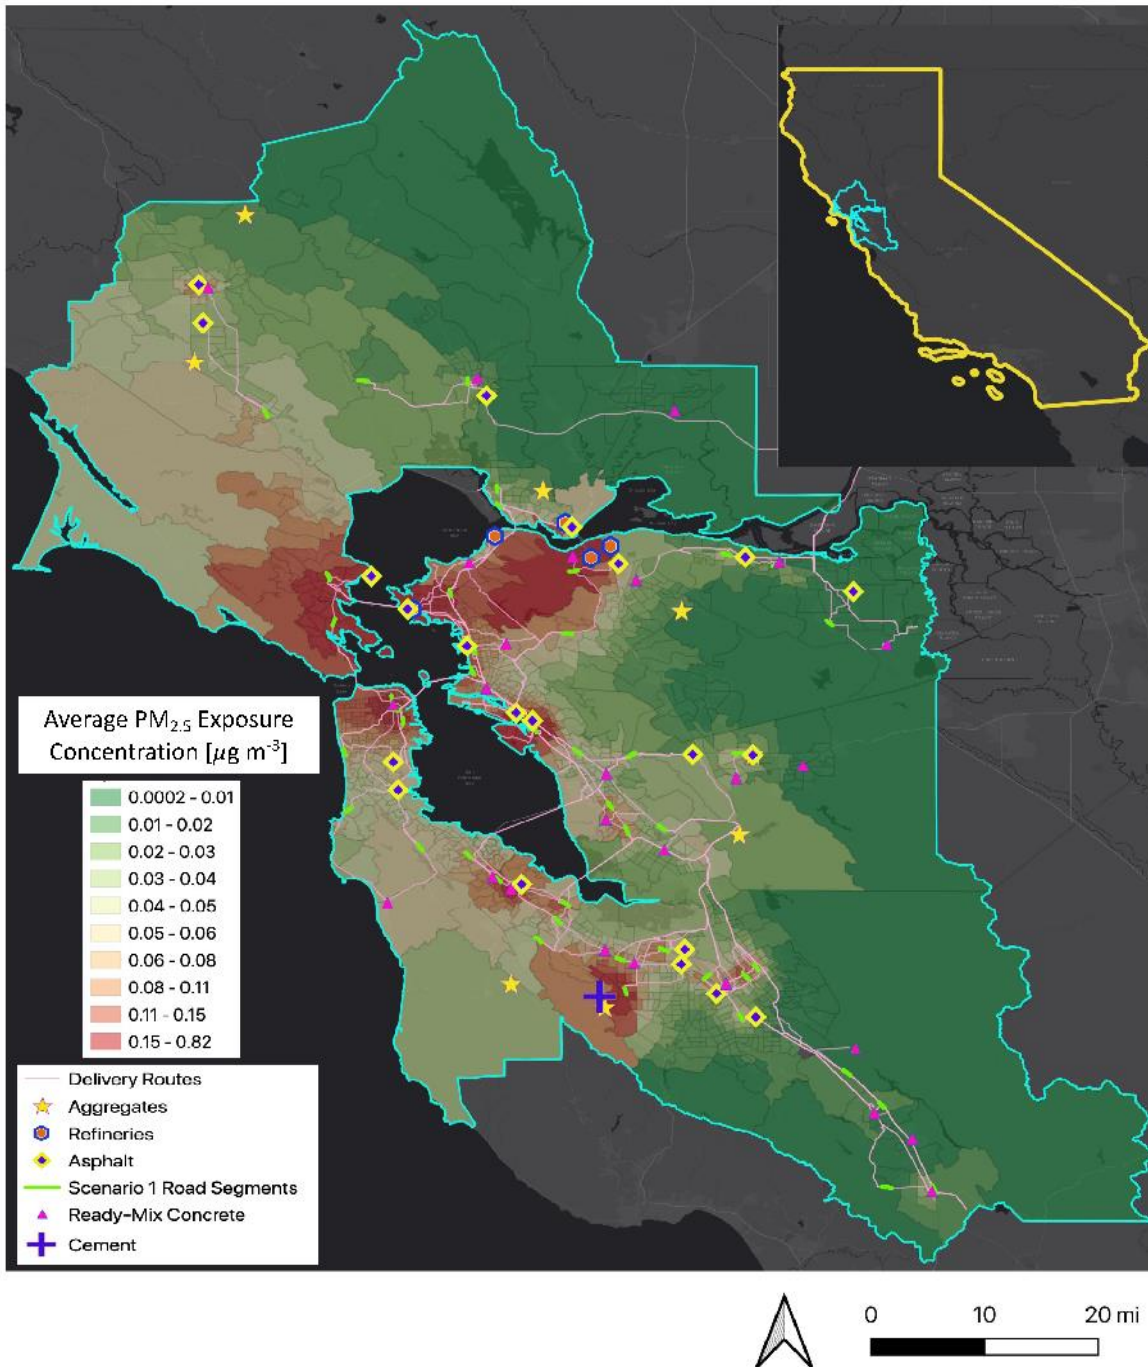 Average PM2.5 Exposure
Concentration [µg m-3]
0.0002 - 0.01
0.01 - 0.02
0.02 - 0.03
0.03 - 0.04
0.04 - 0.05
0.05 - 0.06
0.06 - 0.08
0.08 - 0.11
0.11 - 0.15
0.15 - 0.82
Delivery Routes
Aggregates
Refineries
Asphalt
Scenario 1 Road Segments
Ready-Mix Concrete
Cement
0 10 20 mi